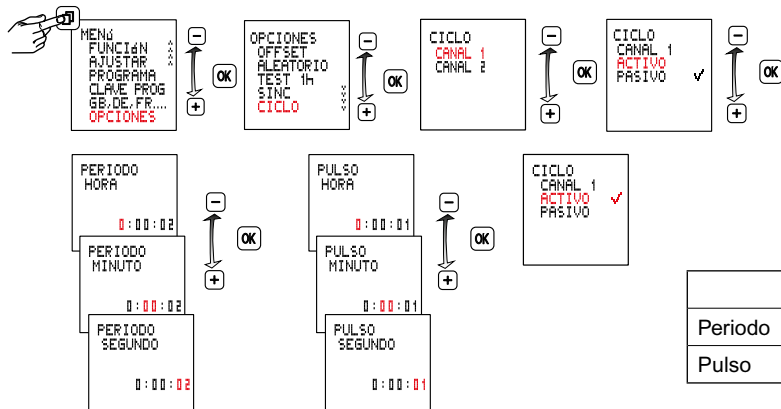 MENú
FUNCIóN
AJUSTAR
PROGRAMA
CLAVE PROG
GB,DE,FR....
OPCIONES
-
OK
+
OPCIONES
OFFSET
ALEATORIO
TEST 1h
SINC
CICLO
-
OK
+
CICLO
CANAL 1
CANAL 2
-
OK
+
CICLO
CANAL 1
ACTIVO
PASIVO ✓
-
OK
+
PERIODO
HORA
0:00:02
PERIODO
MINUTO
0:00:02
PERIODO
SEGUNDO
0:00:02
-
OK
+
PULSO
HORA
0:00:01
PULSO
MINUTO
0:00:01
PULSO
SEGUNDO
0:00:01
-
OK
+
CICLO
CANAL 1
ACTIVO ✓
PASIVO
Periodo
Pulso